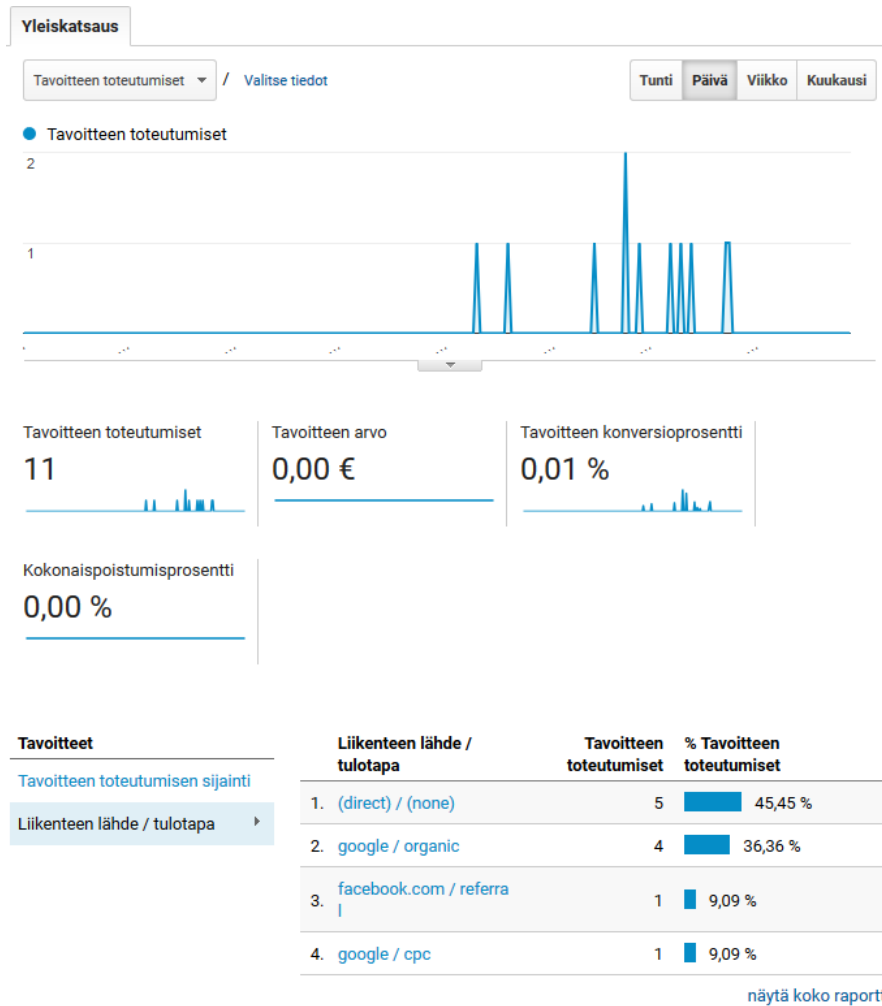 Yleiskatsaus
Tavoitteen toteutumiset / Valitse tiedot
Tunti Päivä Viikko Kuukausi
Tavoitteen toteutumiset
2
1
Tavoitteen toteutumiset
11
Tavoitteen arvo
0,00 €
Tavoitteen konversioprosentti
0,01 %
Kokonaispoistumisprosentti
0,00 %
Tavoitteet
Tavoitteen toteutumisen sijainti
Liikenteen lähde / tulotapa
Liikenteen lähde /
tulotapa
Tavoitteen
toteutumiset
% Tavoitteen
toteutumiset
1. (direct) / (none) 5 45,45 %
2. google / organic 4 36,36 %
3. facebook.com / referra
l 1 9,09 %
4. google / cpc 1 9,09 %
näytä koko raportt